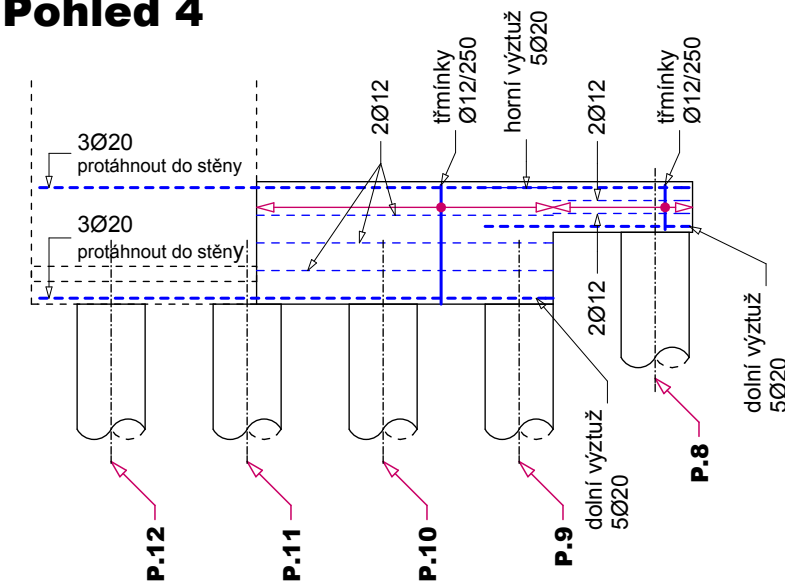 Pohled 4
3Ø20
protáhnout do stěny
3Ø20
protáhnout do stěny
2Ø12
třmínky
Ø12/250
horní výztuž
5Ø20
2Ø12
třmínky
Ø12/250
2Ø12
dolní výztuž
5Ø20
dolní výztuž
5Ø20
P.12
P.11
P.10
P.9
P.8